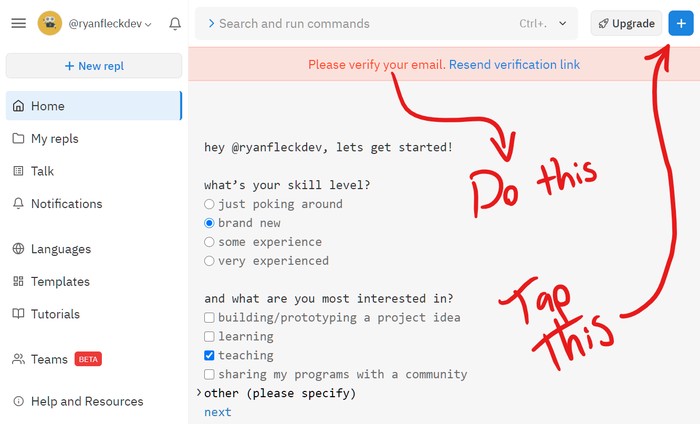 @ryanfleckdev
Search and run commands
Ctrl+.
Upgrade
+
+ New repl
Please verify your email. Resend verification link
Home
My repls
Talk
Notifications
Languages
Templates
Tutorials
Teams BETA
Help and Resources
hey @ryanfleckdev, lets get started!
what's your skill level?
just poking around
brand new
some experience
very experienced
and what are you most interested in?
building/prototyping a project idea
learning
teaching
sharing my programs with a community
other (please specify)
next
Do this
Tap
This